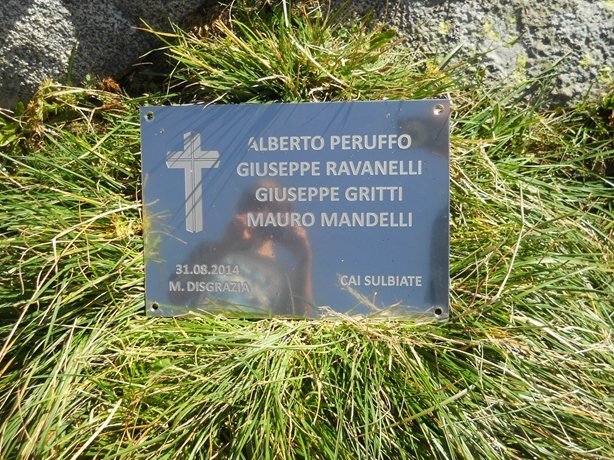 ALBERTO PERUFFO
GIUSEPPE RAVANELLI
GIUSEPPE GRITTI
MAURO MANDELLI
31.08.2014
M. DISGRAZIA
CAI SULBIATE